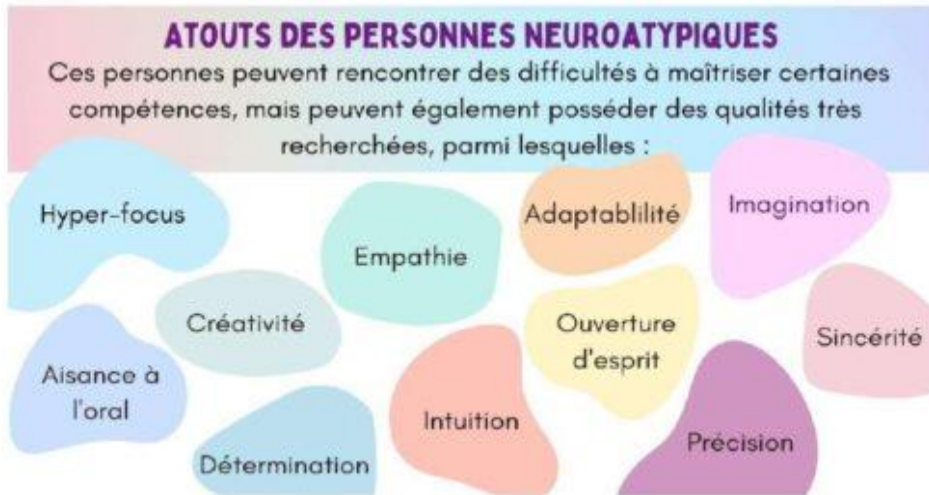 ATOUTS DES PERSONNES NEUROATYPIQUES
Ces personnes peuvent rencontrer des difficultés à maîtriser certaines
compétences, mais peuvent également posséder des qualités très
recherchées, parmi lesquelles :
Hyper-focus
Empathie
Adaptablilité
Imagination
Créativité
Ouverture
d'esprit
Sincérité
Aisance à
l'oral
Détermination
Intuition
Précision